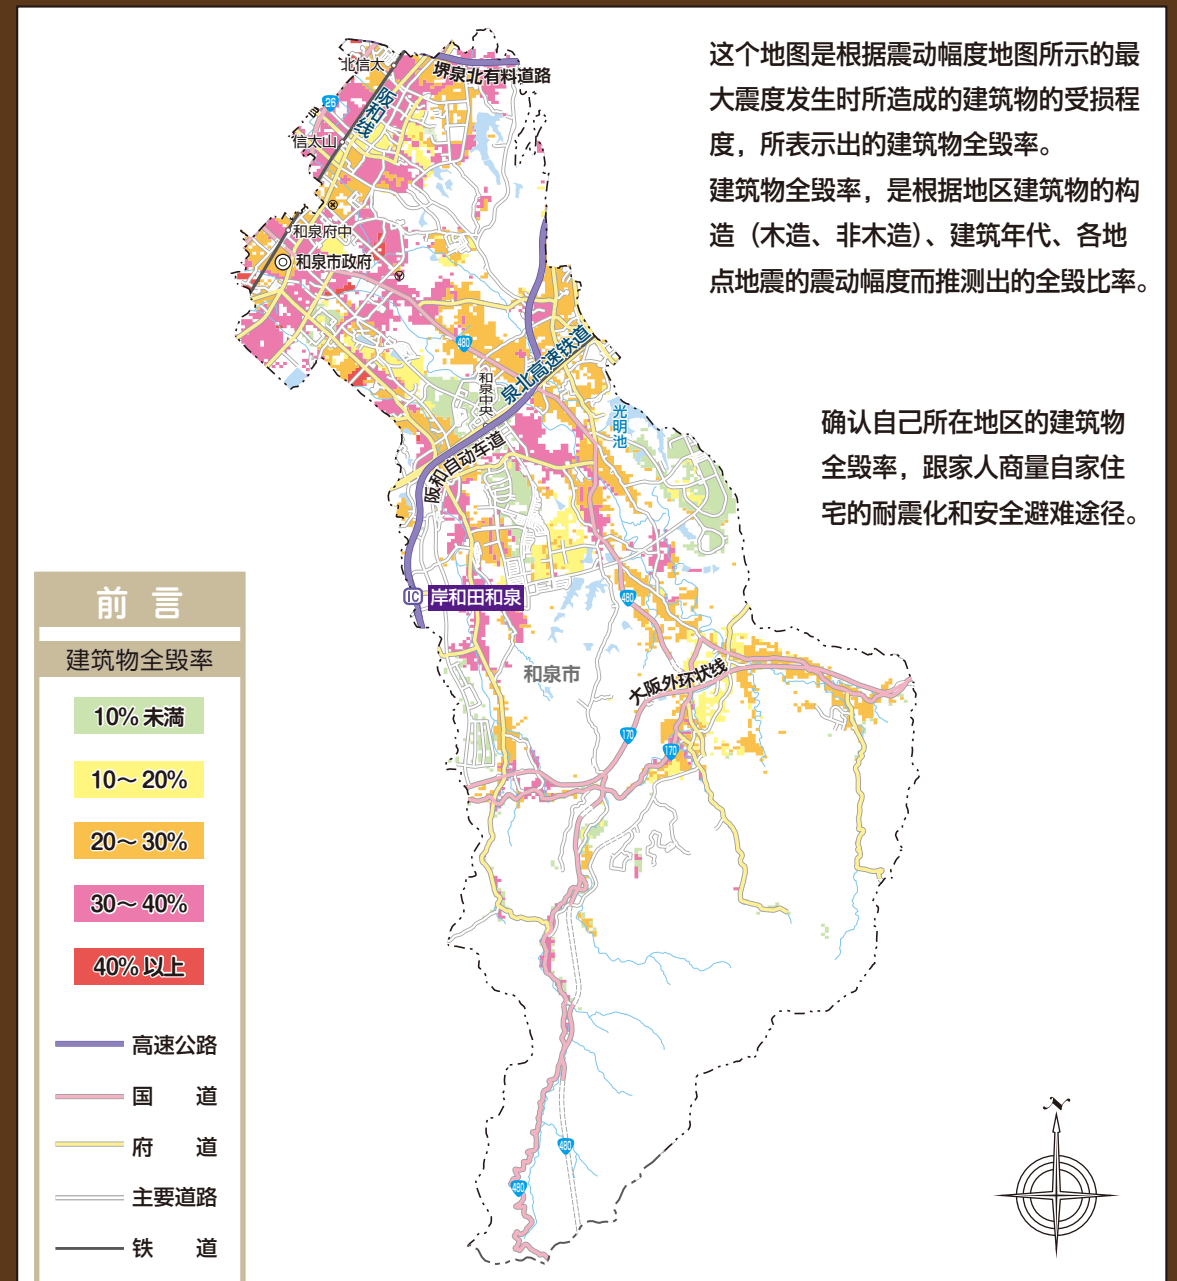 这个地图是根据震动幅度地图所示的最
大震度发生时所造成的建筑物的受损程
度，所表示出的建筑物全毁率。
建筑物全毁率，是根据地区建筑物的构
造（木造、非木造）、建筑年代、各地
点地震的震动幅度而推测出的全毁比率。
确认自己所在地区的建筑物
全毁率，跟家人商量自家住
宅的耐震化和安全避难途径。
北信太
堺泉北有料道路
26
阪和线
信太山
和泉府中
和泉市政府
480
泉北高速铁道
和泉中央
光明池
阪和自动车道
IC
岸和田和泉
480
和泉市
大阪外环状线
170
170
480
480
N
前言
建筑物全毁率
10% 未満
10～20%
20～30%
30～40%
40% 以上
高速公路
国道
府道
主要道路
铁道